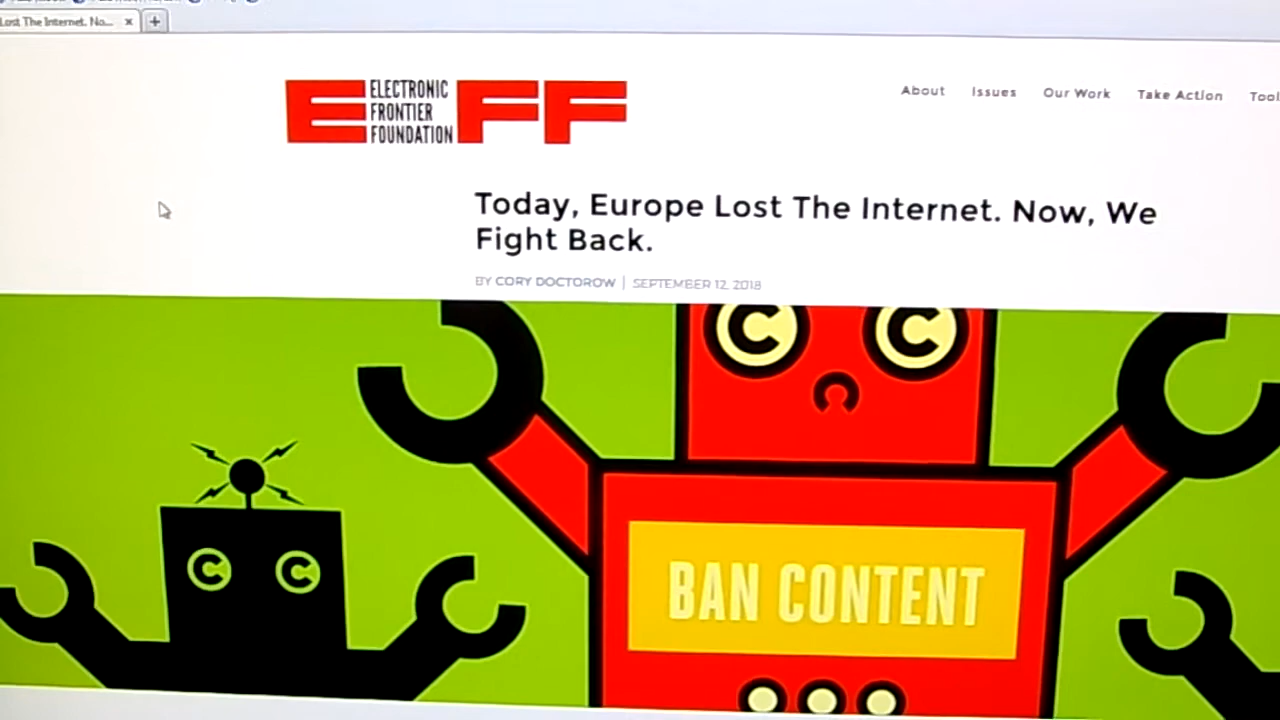 Lost The Internet. No...
ELECTRONIC
FRONTIER
FOUNDATION
EFF
About Issues Our Work Take Action Tool
Today, Europe Lost The Internet. Now, We
Fight Back.
BY CORY DOCTOROW | SEPTEMBER 12, 2018
C C
C C
BAN CONTENT